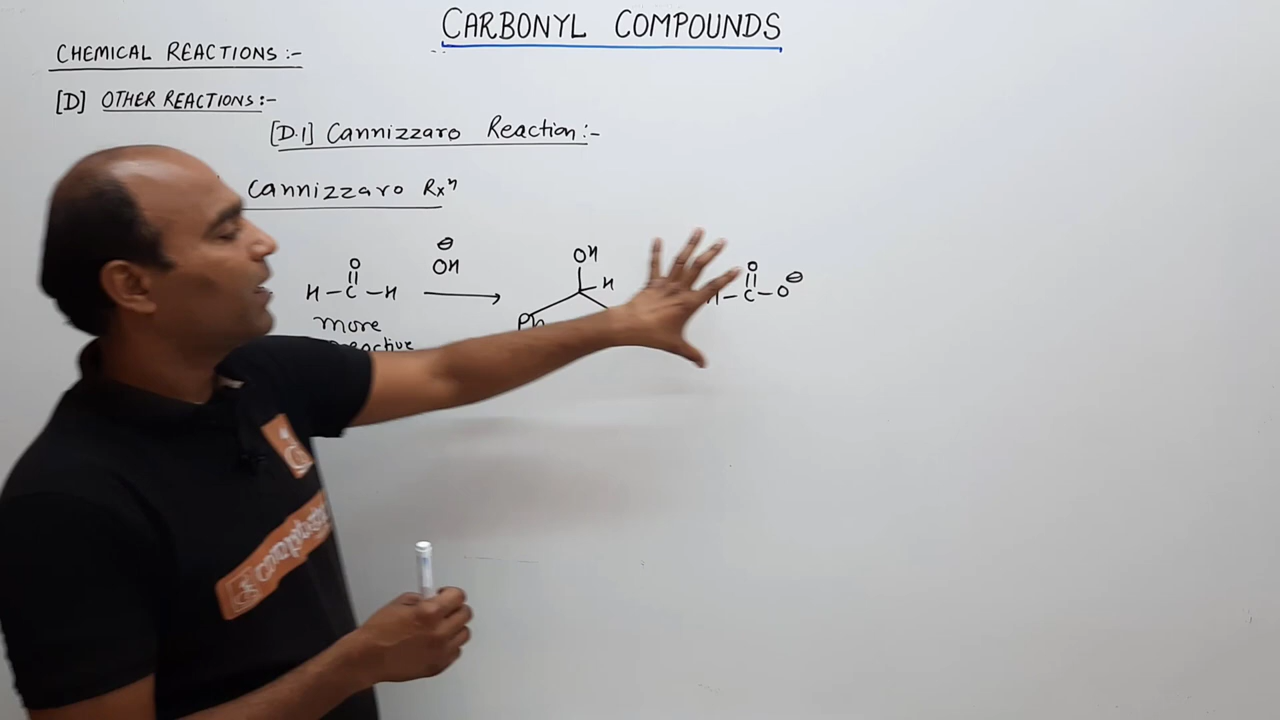 CARBONYL COMPOUNDS
CHEMICAL REACTIONS :-
[D] OTHER REACTIONS :-
[D.1] Cannizzaro Reaction :-
Cannizzaro Rxⁿ
O
H - C - H
more
⊖
OH
OH
H
Ph
O
C - O ⊖